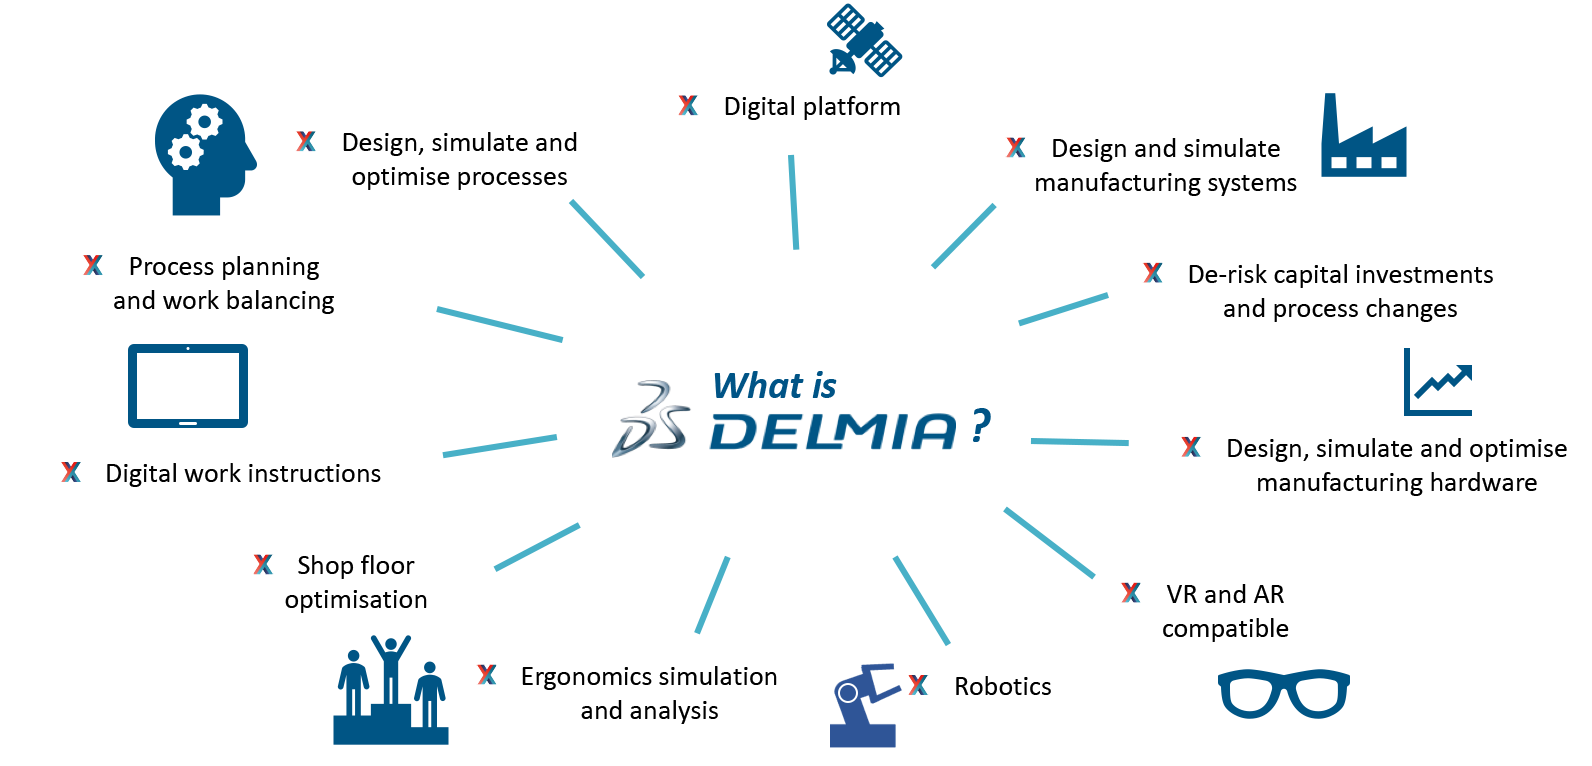 Digital platform
Design, simulate and
optimise processes
Design and simulate
manufacturing systems
Process planning
and work balancing
De-risk capital investments
and process changes
What is
DELMIA ?
Digital work instructions
Design, simulate and optimise
manufacturing hardware
Shop floor
optimisation
VR and AR
compatible
Ergonomics simulation
and analysis
Robotics